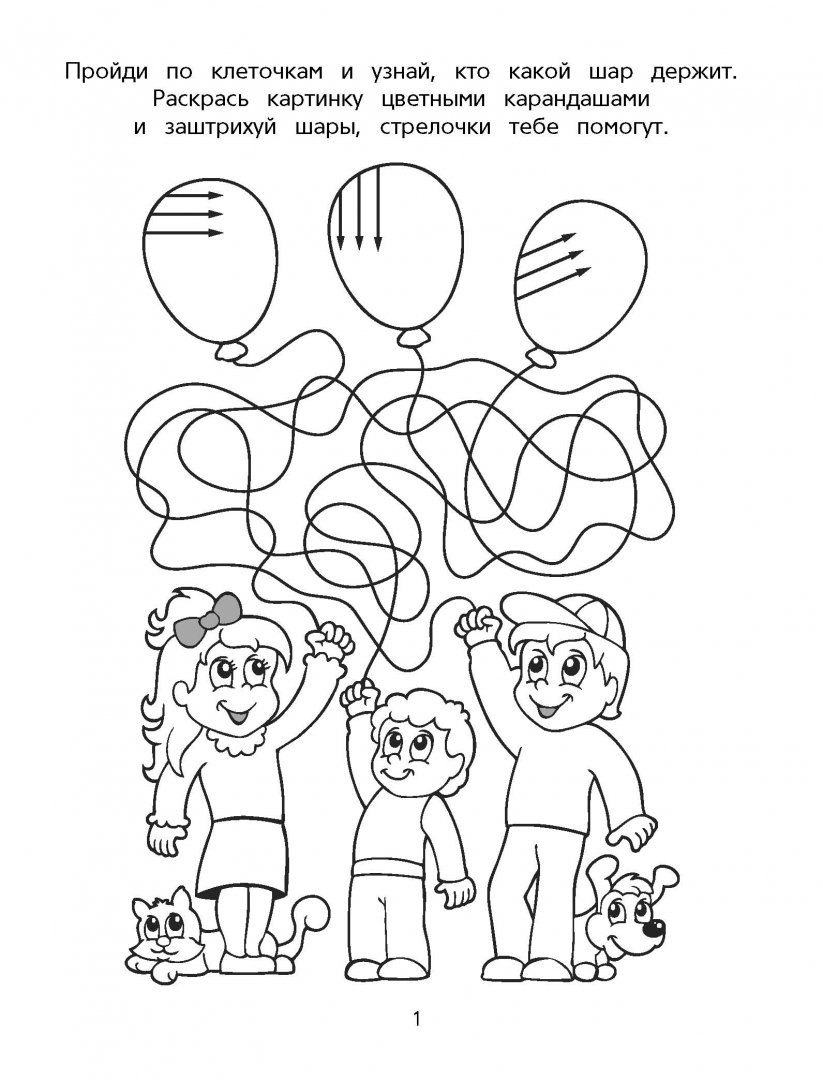 Пройди по клеточкам и узнай, кто какой шар держит.
Раскрась картинку цветными карандашами
и заштрихуй шары, стрелочки тебе помогут.
1